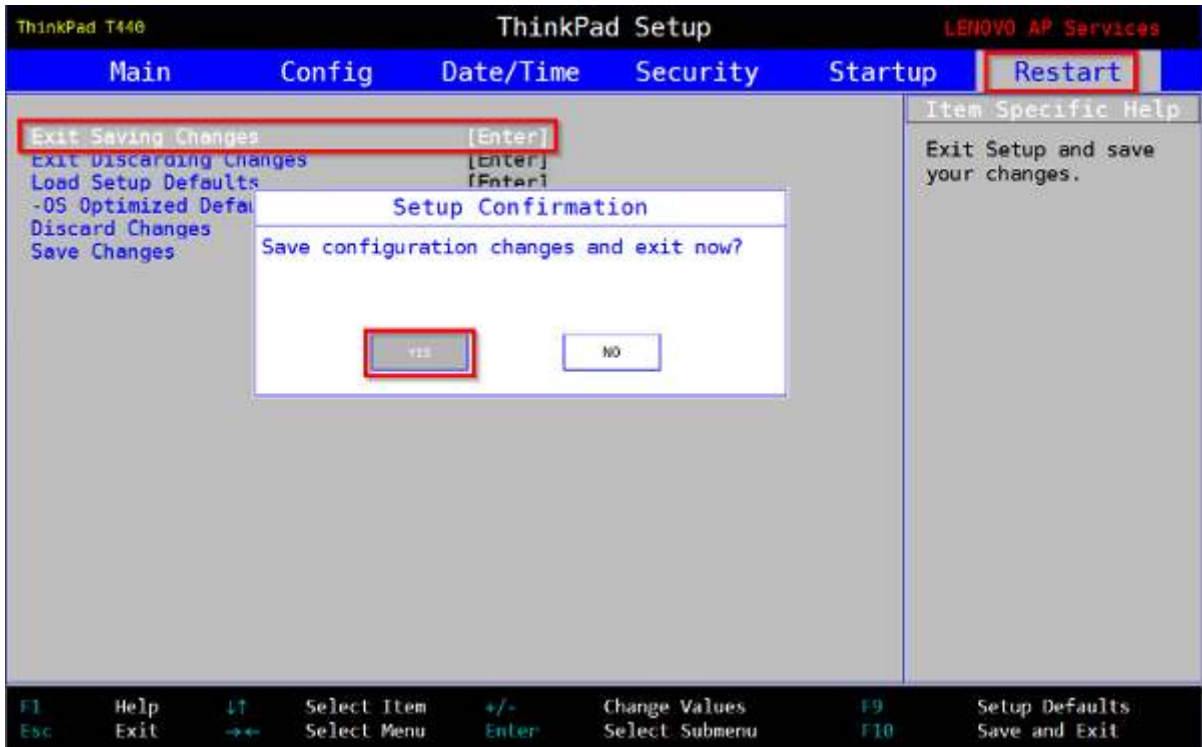 ThinkPad T440 ThinkPad Setup LENOVO AP Services
Main Config Date/Time Security Startup Restart
Item Specific Help
Exit Saving Changes [Enter]
Exit Discarding Changes [Enter]
Load Setup Defaults [Enter]
-OS Optimized Defau
Discard Changes
Save Changes
Exit Setup and save
your changes.
Setup Confirmation
Save configuration changes and exit now?
YES NO
F1 Help ↓↑ Select Item +/- Change Values F9 Setup Defaults
Esc Exit →← Select Menu Enter Select Submenu F10 Save and Exit